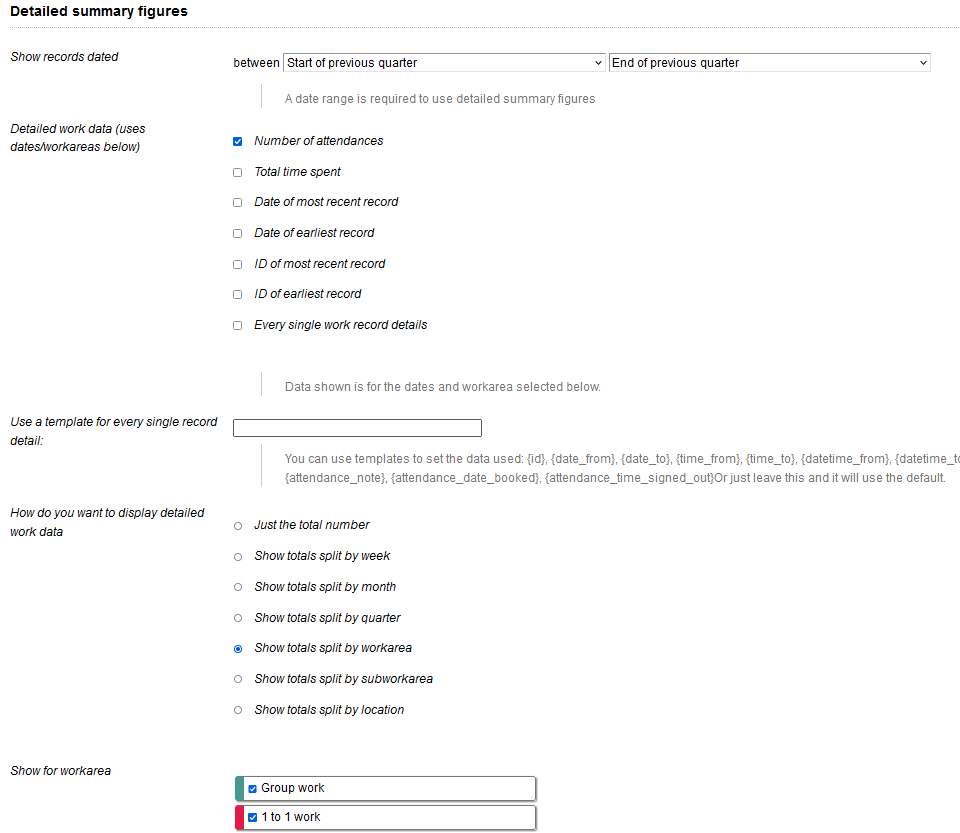 Detailed summary figures
Show records dated
between Start of previous quarter End of previous quarter
A date range is required to use detailed summary figures
Detailed work data (uses
dates/workareas below)
Number of attendances
Total time spent
Date of most recent record
Date of earliest record
ID of most recent record
ID of earliest record
Every single work record details
Data shown is for the dates and workarea selected below.
Use a template for every single record
detail:
You can use templates to set the data used: {id}, {date_from}, {date_to}, {time_from}, {time_to}, {datetime_from}, {datetime_to
{attendance_note}, {attendance_date_booked}, {attendance_time_signed_out}Or just leave this and it will use the default.
How do you want to display detailed
work data
Just the total number
Show totals split by week
Show totals split by month
Show totals split by quarter
Show totals split by workarea
Show totals split by subworkarea
Show totals split by location
Show for workarea
Group work
1 to 1 work